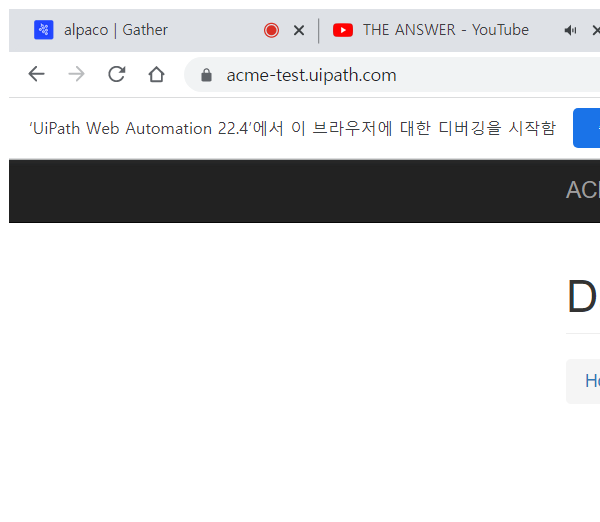 alpaco | Gather
THE ANSWER - YouTube
acme-test.uipath.com
'UiPath Web Automation 22.4'에서 이 브라우저에 대한 디버깅을 시작함